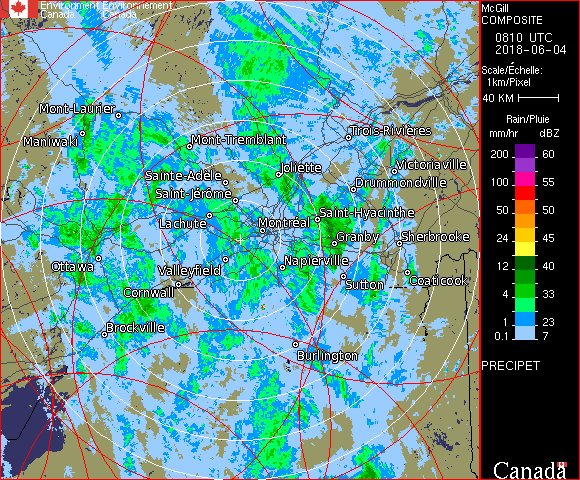 Environment Environnement
Canada Canada
McGill
COMPOSITE
0810 UTC
2018-06-04
Scale/Échelle:
1km/Pixel
40 KM
Rain/Pluie
mm/hr dBZ
200 60
100 55
50 50
24 45
12 40
4 33
1 23
0.1 7
PRECIPET
Mont-Laurier
Maniwaki
Mont-Tremblant
Trois-Rivières
Sainte-Adèle
Joliette
Victoriaville
Saint-Jérôme
Drummondville
Lachute
Montréal
Saint-Hyacinthe
Granby
Sherbrooke
Ottawa
Valleyfield
Napierville
Cornwall
Sutton
Coaticook
Brockville
Burlington
Canada